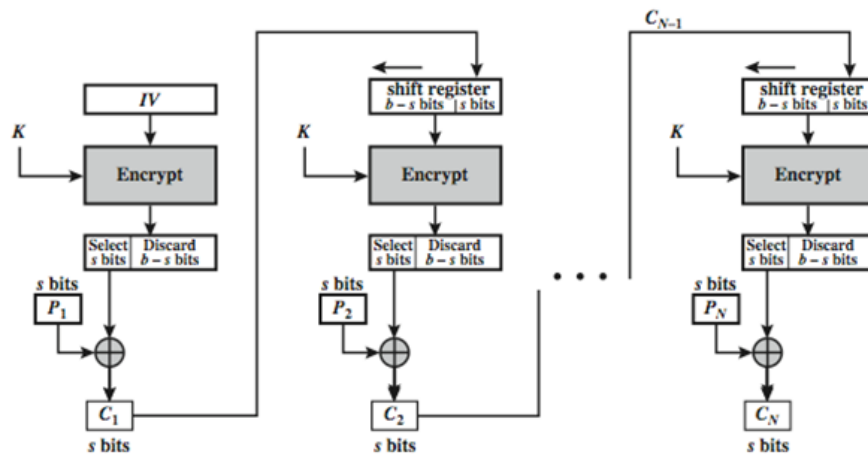 C_{N-1}
IV
shift register
b – s bits | s bits
shift register
b – s bits | s bits
K
K
K
Encrypt
Encrypt
Encrypt
Select Discard
s bits b – s bits
Select Discard
s bits b – s bits
Select Discard
s bits b – s bits
s bits
P_1
s bits
P_2
• • •
s bits
P_N
C_1
s bits
C_2
s bits
C_N
s bits